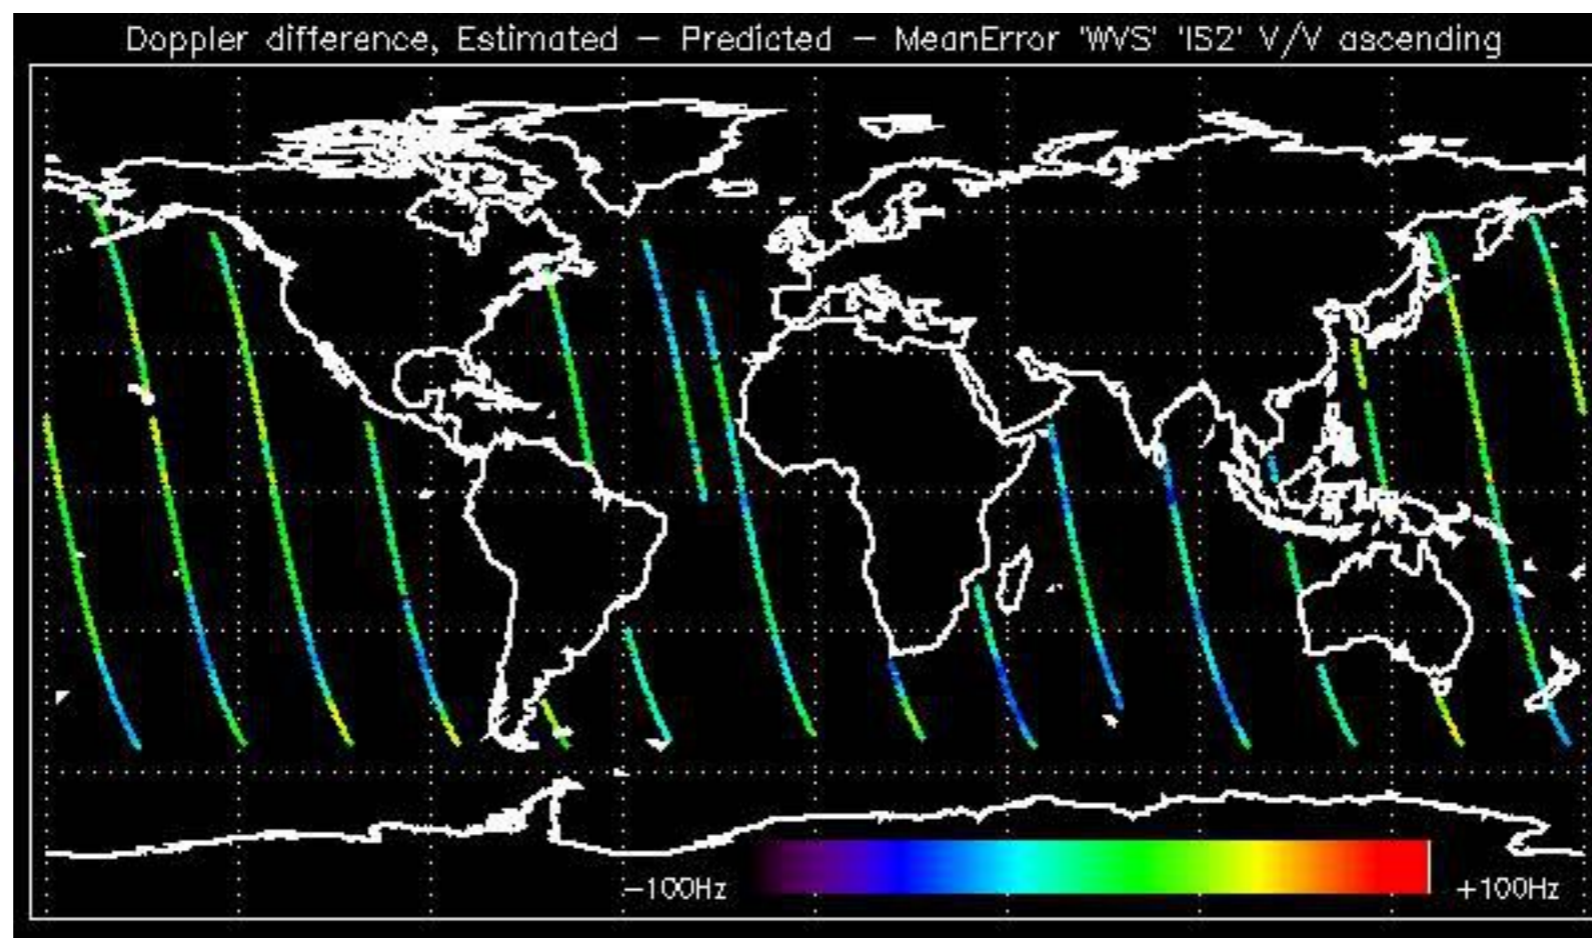 Doppler difference, Estimated – Predicted – MeanError 'WVS' 'IS2' V/V ascending
–100Hz
+100Hz